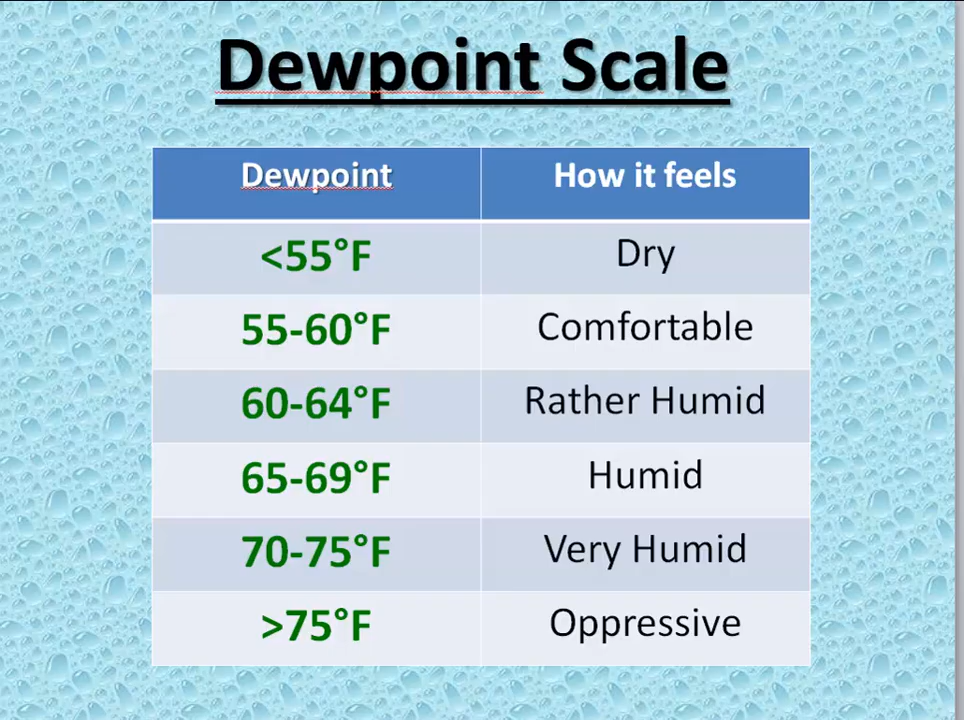 Dewpoint Scale
Dewpoint How it feels
<55°F Dry
55-60°F Comfortable
60-64°F Rather Humid
65-69°F Humid
70-75°F Very Humid
>75°F Oppressive